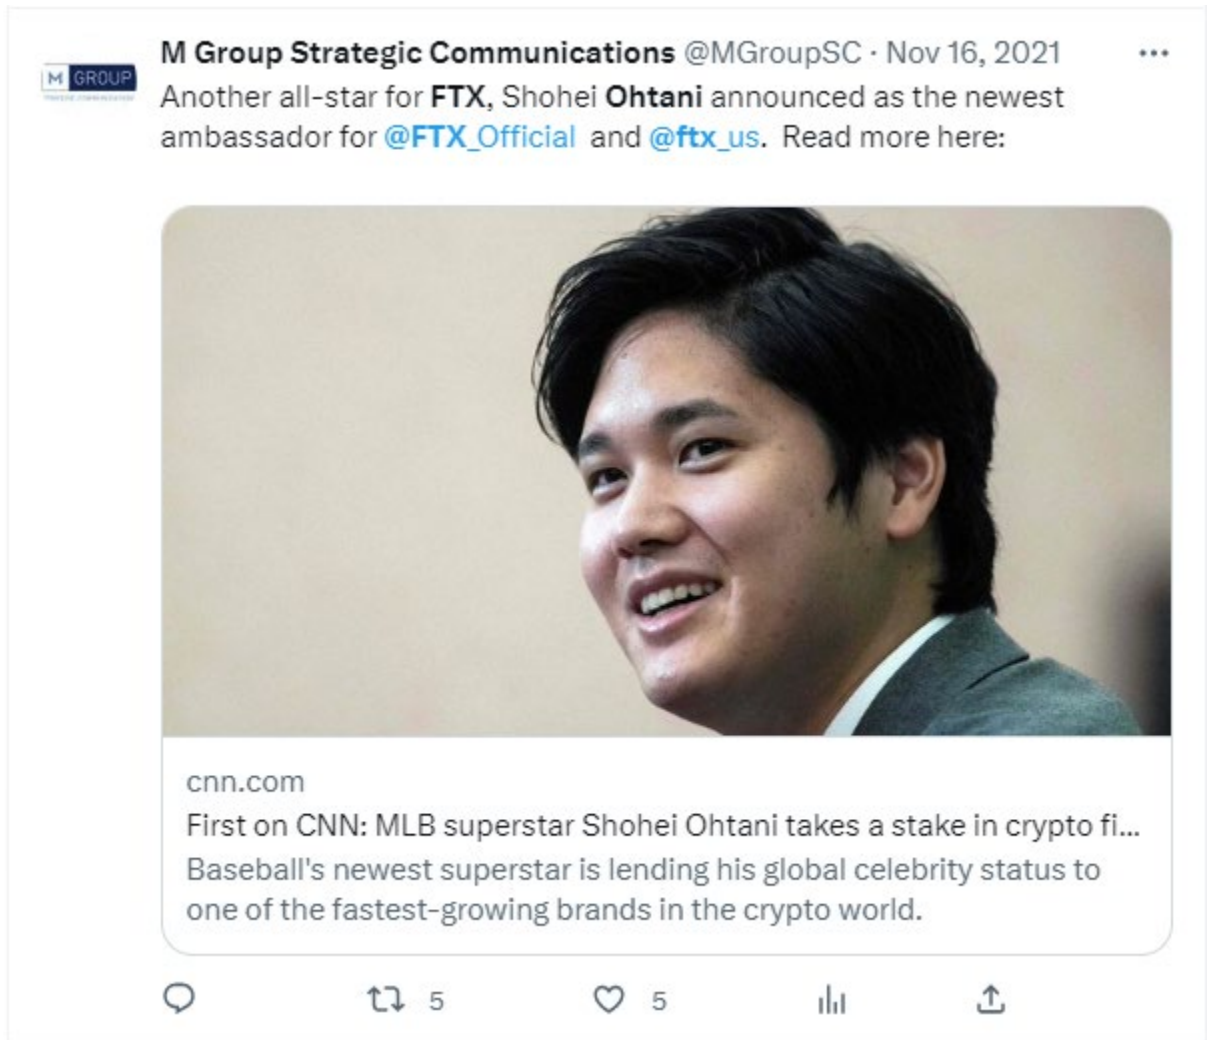 M Group Strategic Communications @MGroupSC · Nov 16, 2021
M GROUP
Another all-star for FTX, Shohei Ohtani announced as the newest
ambassador for @FTX_Official and @ftx_us. Read more here:
cnn.com
First on CNN: MLB superstar Shohei Ohtani takes a stake in crypto fi...
Baseball's newest superstar is lending his global celebrity status to
one of the fastest-growing brands in the crypto world.
5 5